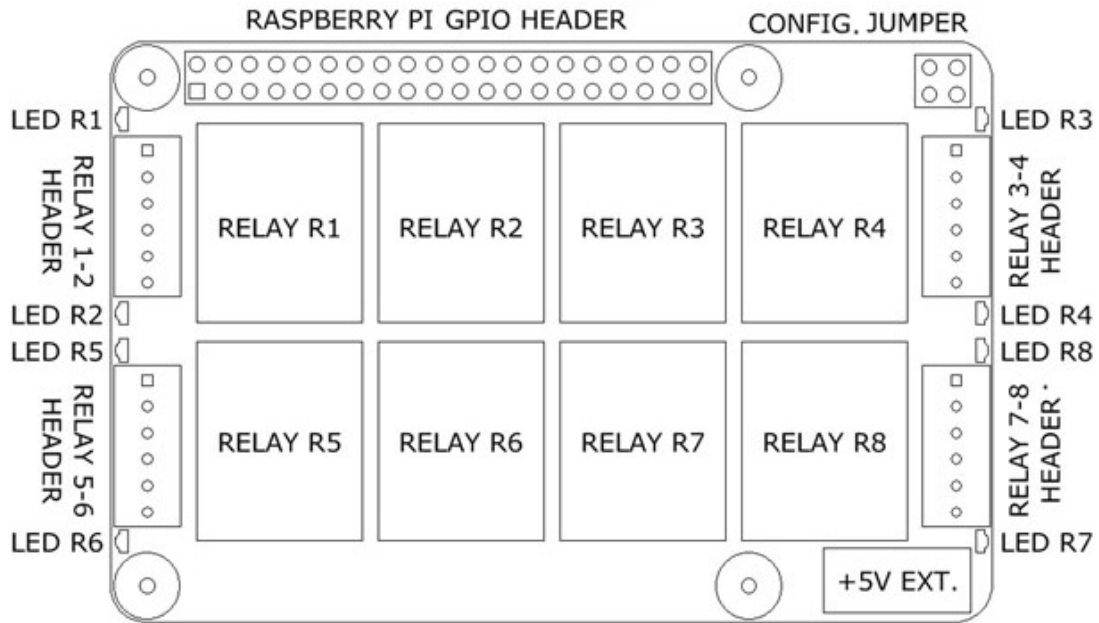 RASPBERRY PI GPIO HEADER
CONFIG. JUMPER
LED R1
LED R3
RELAY 1-2
HEADER
RELAY R1
RELAY R2
RELAY R3
RELAY R4
RELAY 3-4
HEADER
LED R2
LED R4
LED R5
LED R8
RELAY 5-6
HEADER
RELAY R5
RELAY R6
RELAY R7
RELAY R8
RELAY 7-8
HEADER
LED R6
LED R7
+5V EXT.